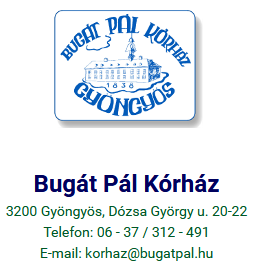 BUGÁT PÁL KÓRHÁZ
1838
GYÖNGYÖS
Bugát Pál Kórház
3200 Gyöngyös, Dózsa György u. 20-22
Telefon: 06 - 37 / 312 - 491
E-mail: korhaz@bugatpal.hu